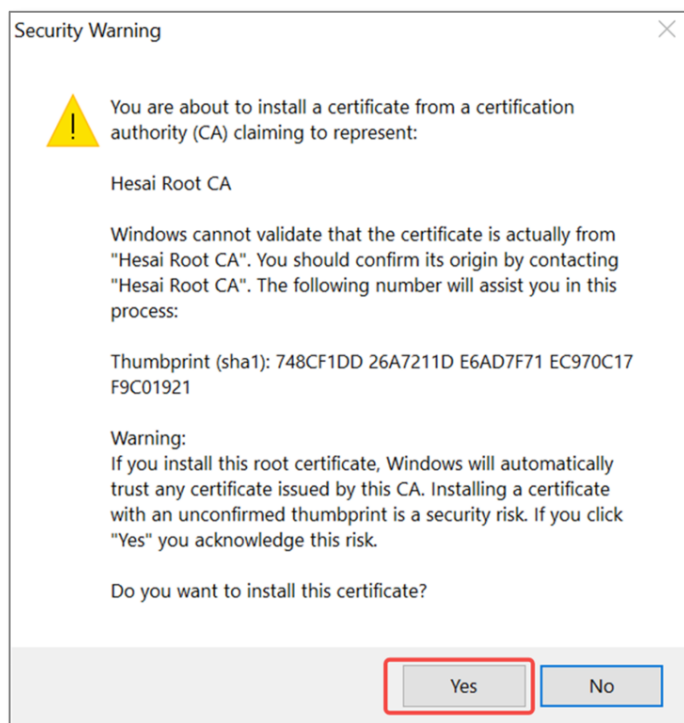 Security Warning
You are about to install a certificate from a certification
authority (CA) claiming to represent:
Hesai Root CA
Windows cannot validate that the certificate is actually from
"Hesai Root CA". You should confirm its origin by contacting
"Hesai Root CA". The following number will assist you in this
process:
Thumbprint (sha1): 748CF1DD 26A7211D E6AD7F71 EC970C17
F9C01921
Warning:
If you install this root certificate, Windows will automatically
trust any certificate issued by this CA. Installing a certificate
with an unconfirmed thumbprint is a security risk. If you click
"Yes" you acknowledge this risk.
Do you want to install this certificate?
Yes No